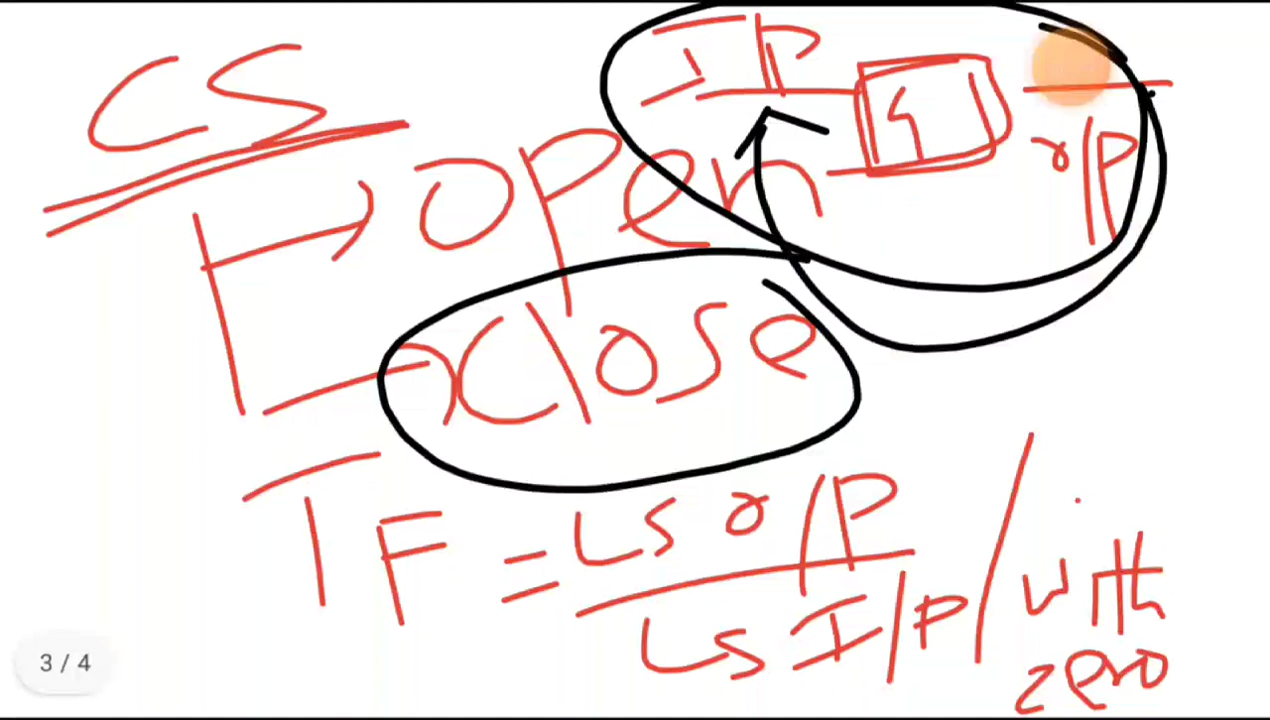 CS
I/P
G
o/P
open
close
TF = LS o/P
LS I/P
with
zero
3 / 4